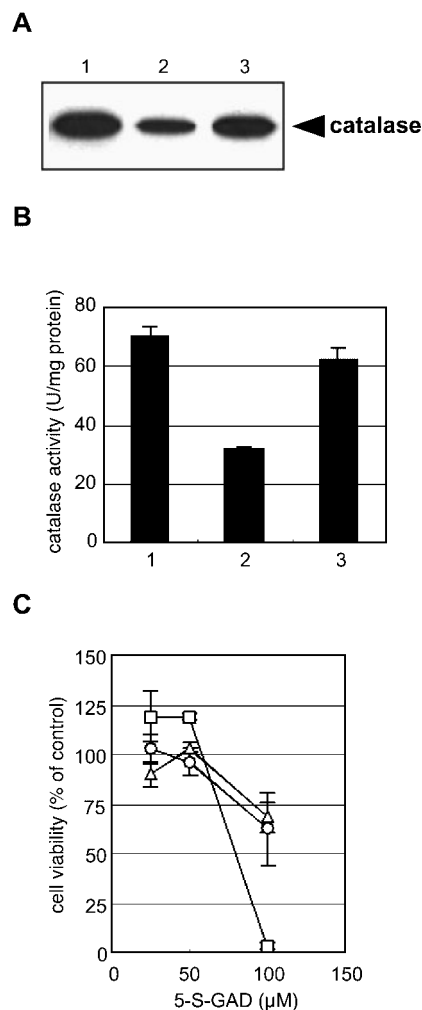 A
1 2 3
catalase
B
catalase activity (U/mg protein)
80
60
40
20
0
1 2 3
C
cell viability (% of control)
150
125
100
75
50
25
0
0 50 100 150
5-S-GAD (μM)